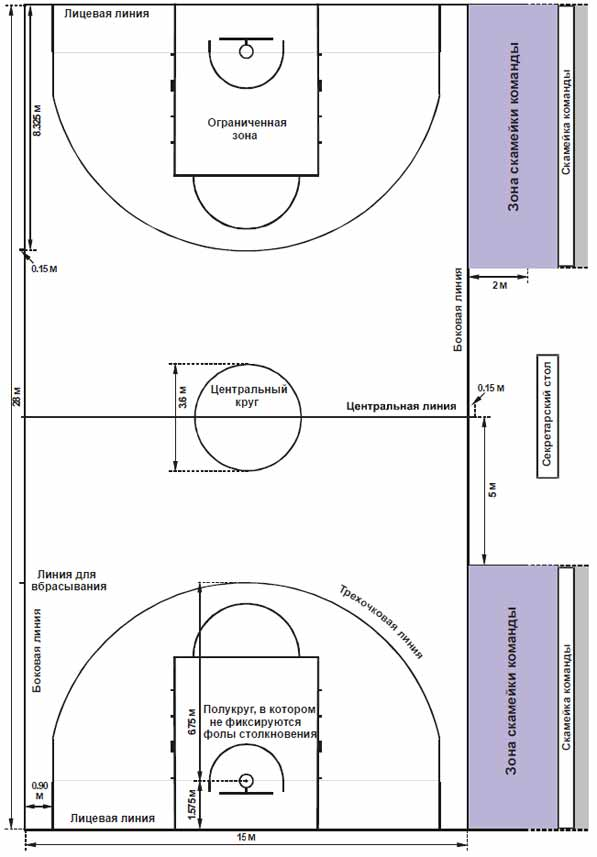 Лицевая линия
8.325 м
Ограниченная
зона
Зона скамейки команды
Скамейка команды
0.15 м
Боковая линия
2 м
28 м
3.6 м
Центральный
круг
Центральная линия
0.15 м
Секретарский стол
5 м
Линия для
вбрасывания
Трехочковая линия
Боковая линия
6.75 м
Полукруг, в котором
не фиксируются
фолы столкновения
Зона скамейки команды
Скамейка команды
0.90
м
1.575 м
Лицевая линия
15 м